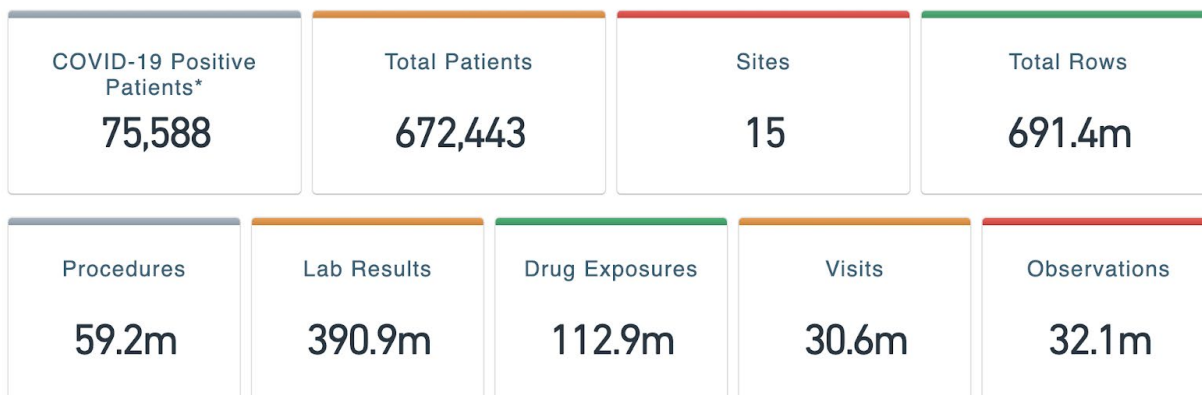 COVID-19 Positive
Patients*
75,588
Total Patients
672,443
Sites
15
Total Rows
691.4m
Procedures
59.2m
Lab Results
390.9m
Drug Exposures
112.9m
Visits
30.6m
Observations
32.1m